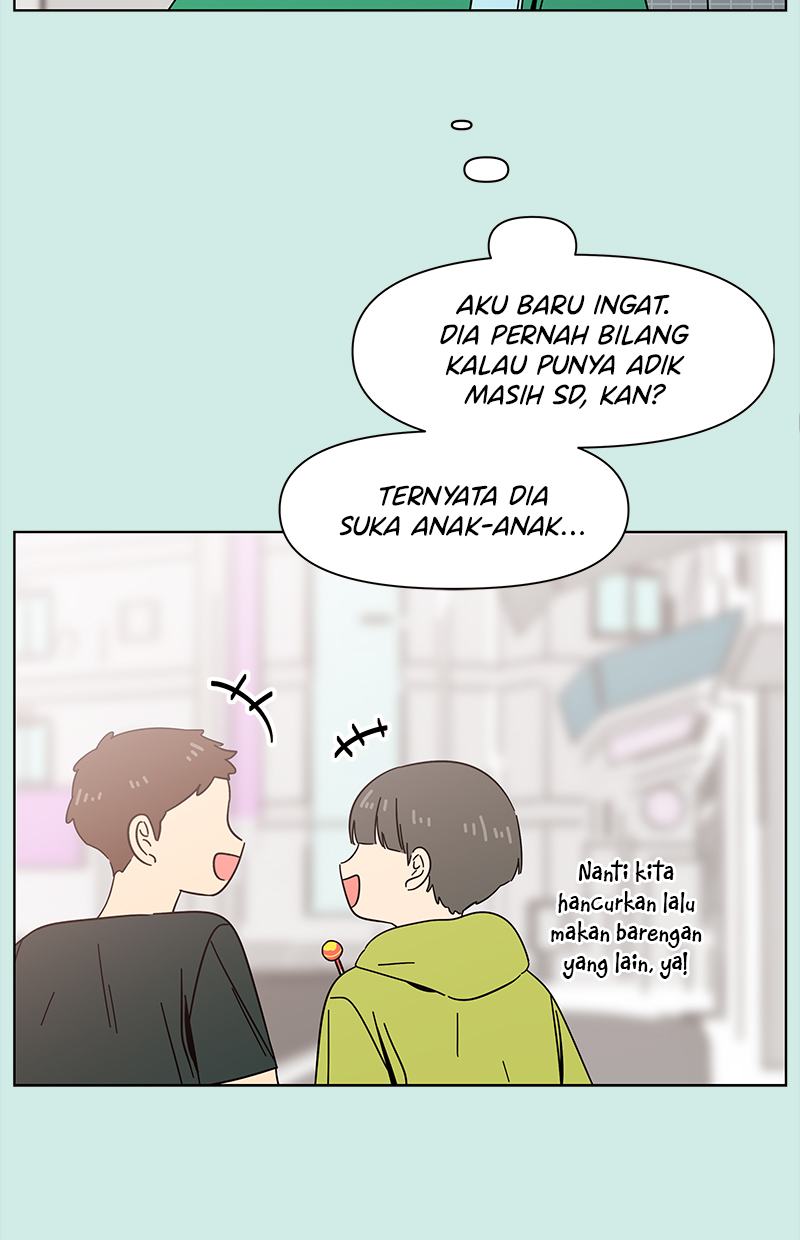 AKU BARU INGAT.
DIA PERNAH BILANG
KALAU PUNYA ADIK
MASIH SD, KAN?
TERNYATA DIA
SUKA ANAK-ANAK...
Nanti kita
hancurkan lalu
makan barengan
yang lain, ya!